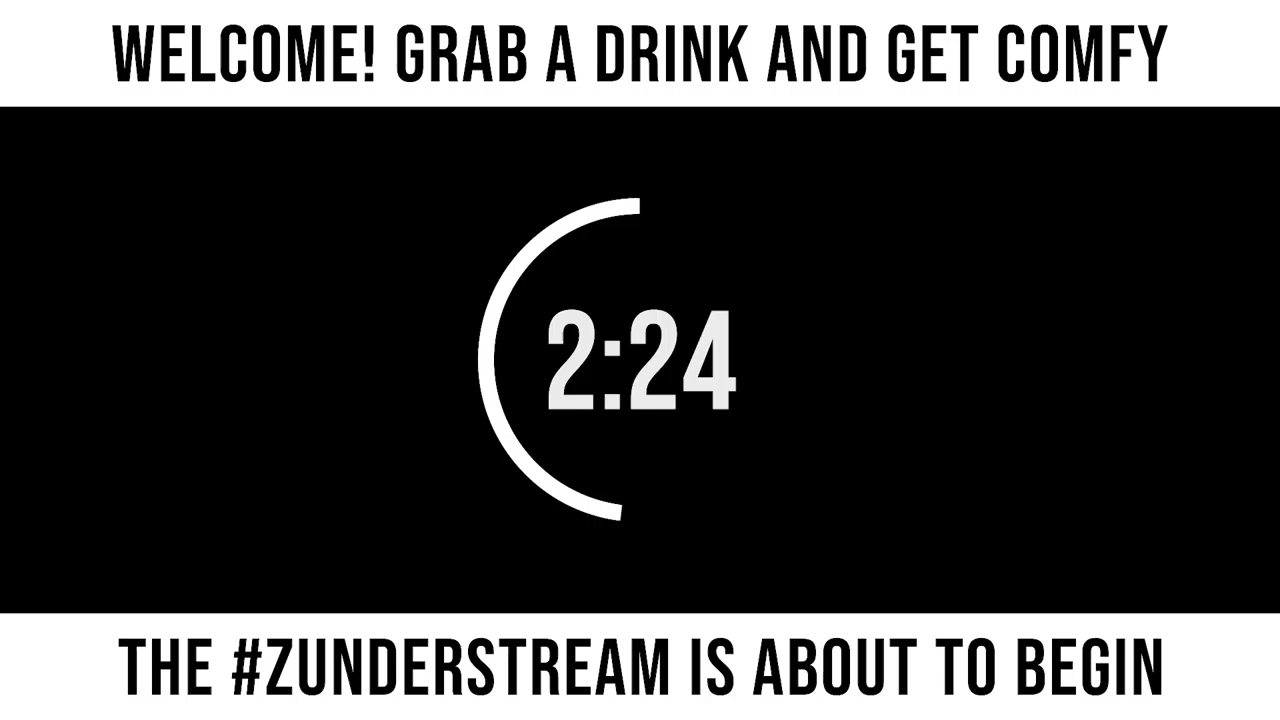 WELCOME! GRAB A DRINK AND GET COMFY
2:24
THE #ZUNDERSTREAM IS ABOUT TO BEGIN